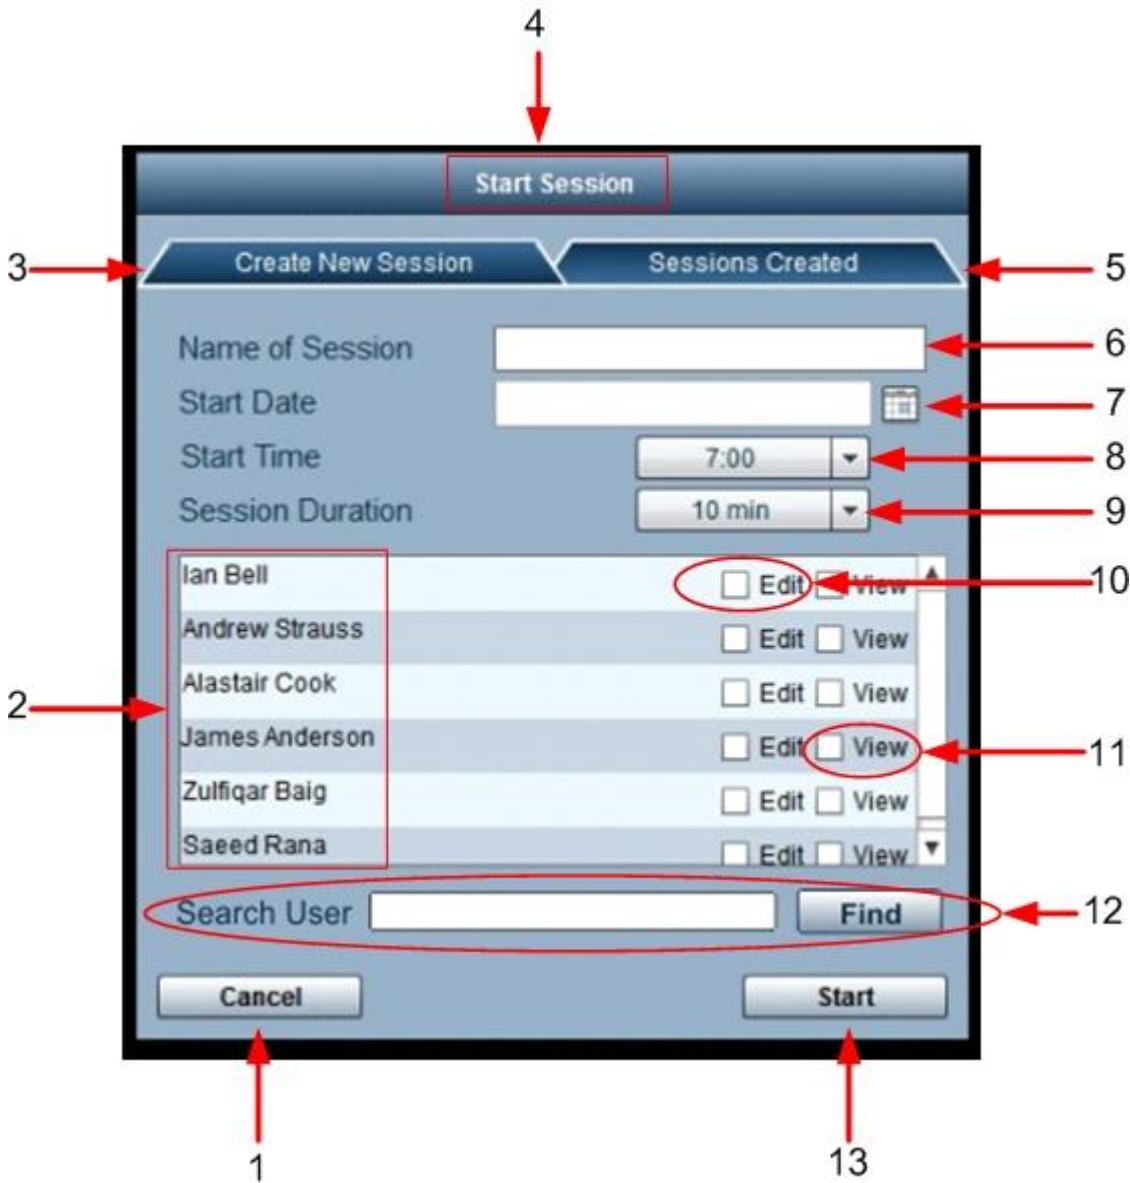 4
Start Session
3
Create New Session
Sessions Created
5
Name of Session
6
Start Date
7
Start Time
7:00
8
Session Duration
10 min
9
Ian Bell
Edit
View
10
Andrew Strauss
Edit
View
Alastair Cook
Edit
View
2
James Anderson
Edit
View
11
Zulfiqar Baig
Edit
View
Saeed Rana
Edit
View
Search User
Find
12
Cancel
Start
1
13